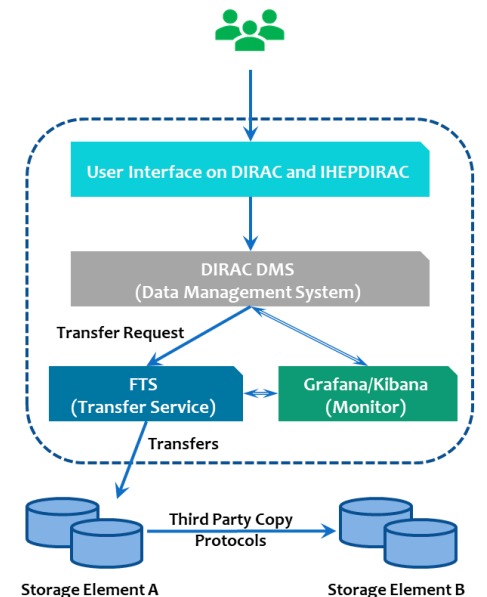 User Interface on DIRAC and IHEPDIRAC
DIRAC DMS
(Data Management System)
Transfer Request
FTS
(Transfer Service)
Grafana/Kibana
(Monitor)
Transfers
Third Party Copy
Protocols
Storage Element A
Storage Element B